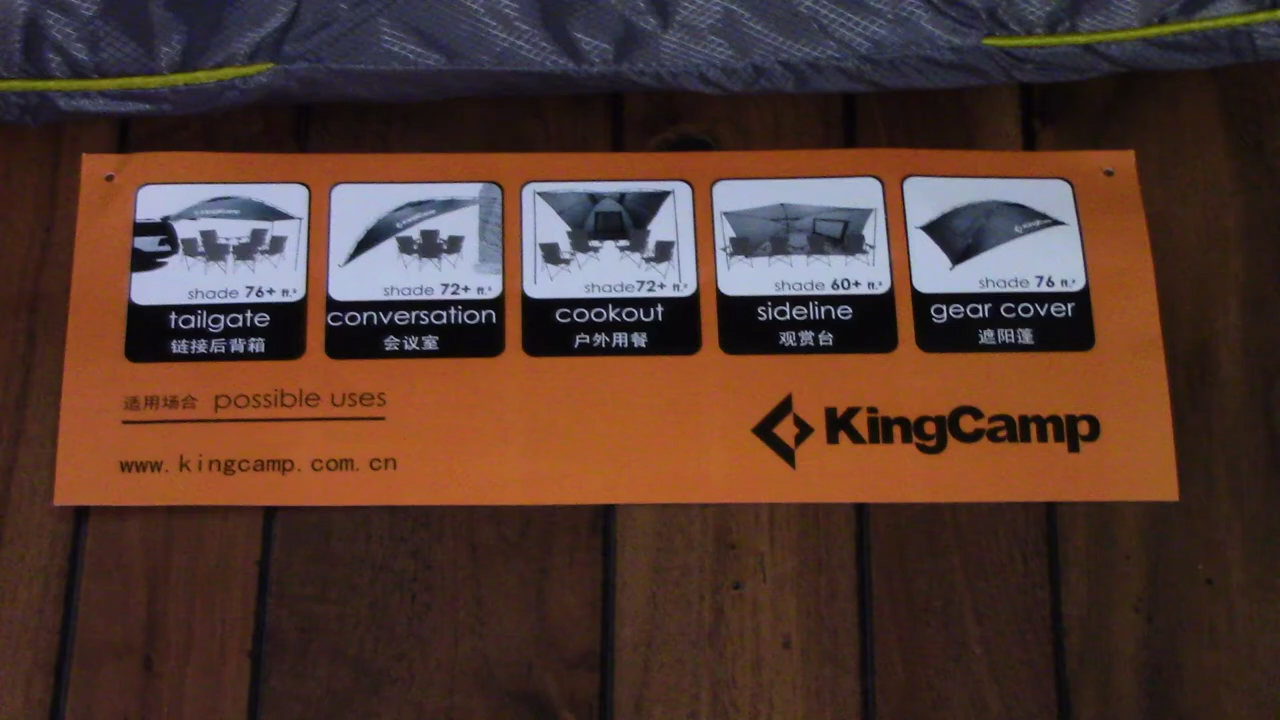 shade 76+ ft.²
tailgate
链接后背箱
shade 72+ ft.²
conversation
会议室
shade72+ ft.²
cookout
户外用餐
shade 60+ ft.²
sideline
观赏台
KingCamp
shade 76 ft.²
gear cover
遮阳篷
适用场合 possible uses
www.kingcamp.com.cn
KingCamp